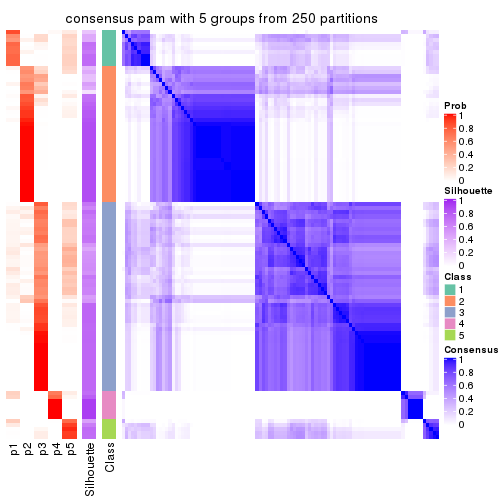 consensus pam with 5 groups from 250 partitions
Prob
1
0.8
0.6
0.4
0.2
0
Silhouette
1
0.8
0.6
0.4
0.2
0
Class
1
2
3
4
5
Consensus
1
0.8
0.6
0.4
0.2
0
p1
p2
p3
p4
p5
Silhouette
Class